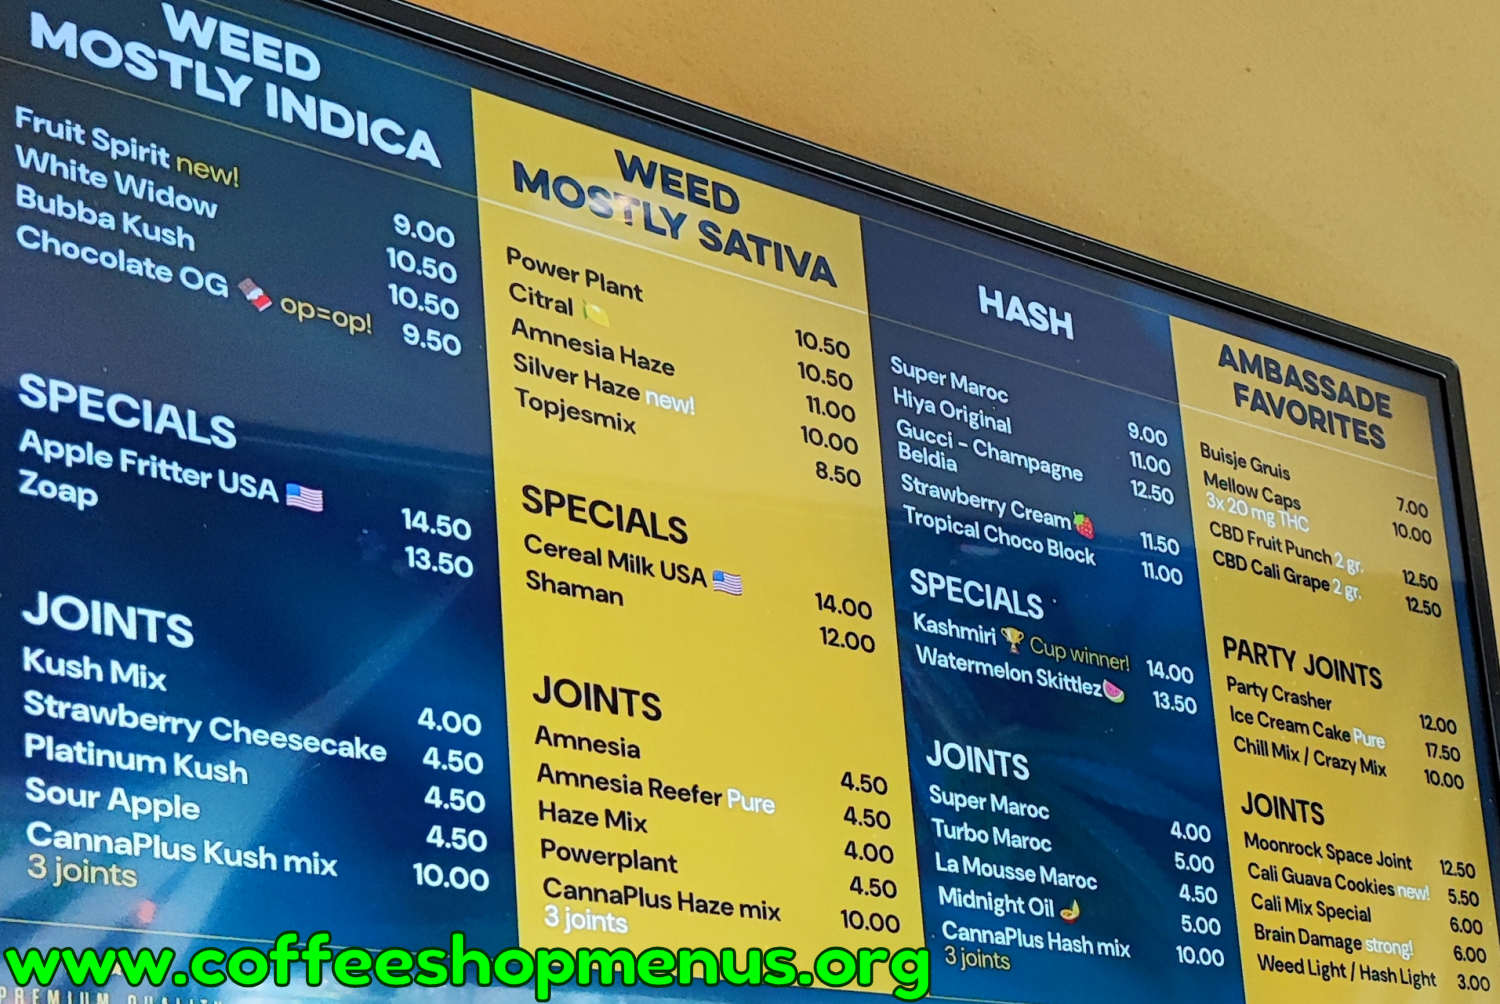 WEED
MOSTLY INDICA
Fruit Spirit new! 9.00
White Widow 10.50
Bubba Kush 10.50
Chocolate OG 🍫 op=op! 9.50
SPECIALS
Apple Fritter USA 🇺🇸 14.50
Zoap 13.50
JOINTS
Kush Mix 4.00
Strawberry Cheesecake 4.50
Platinum Kush 4.50
Sour Apple 4.50
CannaPlus Kush mix 10.00
3 joints
WEED
MOSTLY SATIVA
Power Plant 10.50
Citral 🍋 10.50
Amnesia Haze 11.00
Silver Haze new! 10.00
Topjesmix 8.50
SPECIALS
Cereal Milk USA 🇺🇸 14.00
Shaman 12.00
JOINTS
Amnesia 4.50
Amnesia Reefer Pure 4.50
Haze Mix 4.00
Powerplant 4.50
CannaPlus Haze mix 10.00
3 joints
HASH
Super Maroc 9.00
Hiya Original 11.00
Gucci - Champagne 12.50
Beldia
Strawberry Cream 🍓 11.50
Tropical Choco Block 11.00
SPECIALS
Kashmiri 🏆 Cup winner! 14.00
Watermelon Skittlez 🍉 13.50
JOINTS
Super Maroc 4.00
Turbo Maroc 5.00
La Mousse Maroc 4.50
Midnight Oil 🪔 5.00
CannaPlus Hash mix 10.00
3 joints
AMBASSADE
FAVORITES
Buisje Gruis 7.00
Mellow Caps 10.00
3x 20 mg THC
CBD Fruit Punch 2 gr. 12.50
CBD Cali Grape 2 gr. 12.50
PARTY JOINTS
Party Crasher 12.00
Ice Cream Cake Pure 17.50
Chill Mix / Crazy Mix 10.00
JOINTS
Moonrock Space Joint 12.50
Cali Guava Cookies new! 5.50
Cali Mix Special 6.00
Brain Damage strong! 6.00
Weed Light / Hash Light 3.00
www.coffeeshopmenus.org
PREMIUM QUALITY